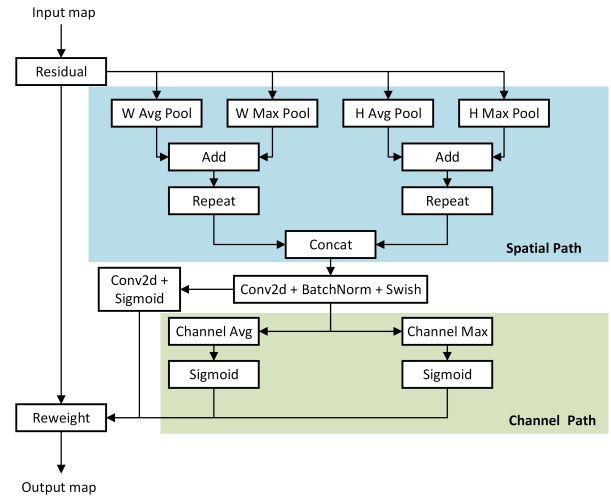 Input map
Residual
W Avg Pool
W Max Pool
H Avg Pool
H Max Pool
Add
Add
Repeat
Repeat
Concat
Spatial Path
Conv2d +
Sigmoid
Conv2d + BatchNorm + Swish
Channel Avg
Channel Max
Sigmoid
Sigmoid
Reweight
Channel Path
Output map